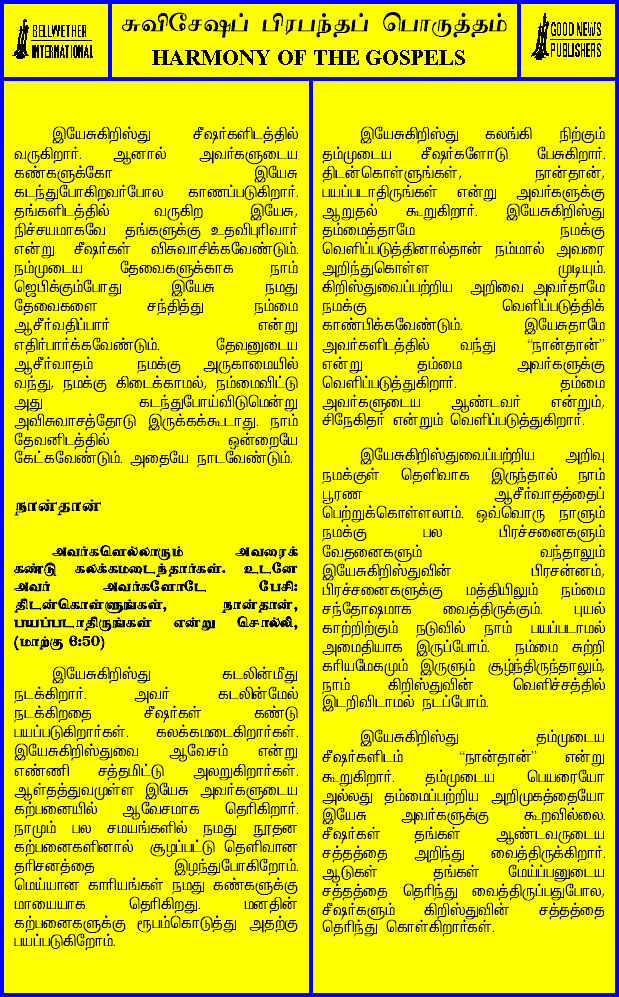 BELLWETHER
INTERNATIONAL
சுவிசேஷப் பிரபந்தப் பொருத்தம்
HARMONY OF THE GOSPELS
GOOD NEWS
PUBLISHERS
இயேசுகிறிஸ்து சீஷர்களிடத்தில்
வருகிறார். ஆனால் அவர்களுடைய
கண்களுக்கோ இயேசு
கடந்துபோகிறவர்போல காணப்படுகிறார்.
தங்களிடத்தில் வருகிற இயேசு,
நிச்சயமாகவே தங்களுக்கு உதவிபுரிவார்
என்று சீஷர்கள் விசுவாசிக்கவேண்டும்.
நம்முடைய தேவைகளுக்காக நாம்
ஜெபிக்கும்போது இயேசு நமது
தேவைகளை சந்தித்து நம்மை
ஆசீர்வதிப்பார் என்று
எதிர்பார்க்கவேண்டும். தேவனுடைய
ஆசீர்வாதம் நமக்கு அருகாமையில்
வந்து, நமக்கு கிடைக்காமல், நம்மைவிட்டு
அது கடந்துபோய்விடுமென்று
அவிசுவாசத்தோடு இருக்கக்கூடாது. நாம்
தேவனிடத்தில் ஒன்றையே
கேட்கவேண்டும். அதையே நாடவேண்டும்.
நான்தான்
அவர்களெல்லாரும் அவரைக்
கண்டு கலக்கமடைந்தார்கள். உடனே
அவர் அவர்களோடே பேசி:
திடன்கொள்ளுங்கள், நான்தான்,
பயப்படாதிருங்கள் என்று சொல்லி,
(மாற்கு 6:50)
இயேசுகிறிஸ்து கடலின்மீது
நடக்கிறார். அவர் கடலின்மேல்
நடக்கிறதை சீஷர்கள் கண்டு
பயப்படுகிறார்கள். கலக்கமடைகிறார்கள்.
இயேசுகிறிஸ்துவை ஆவேசம் என்று
எண்ணி சத்தமிட்டு அலறுகிறார்கள்.
ஆள்தத்துவமுள்ள இயேசு அவர்களுடைய
கற்பனையில் ஆவேசமாக தெரிகிறார்.
நாமும் பல சமயங்களில் நமது நூதன
கற்பனைகளினால் சூழப்பட்டு தெளிவான
தரிசனத்தை இழந்துபோகிறோம்.
மெய்யான காரியங்கள் நமது கண்களுக்கு
மாயையாக தெரிகிறது. மனதின்
கற்பனைகளுக்கு ரூபம்கொடுத்து அதற்கு
பயப்படுகிறோம்.
இயேசுகிறிஸ்து கலங்கி நிற்கும்
தம்முடைய சீஷர்களோடு பேசுகிறார்.
திடன்கொள்ளுங்கள், நான்தான்,
பயப்படாதிருங்கள் என்று அவர்களுக்கு
ஆறுதல் கூறுகிறார். இயேசுகிறிஸ்து
தம்மைத்தாமே நமக்கு
வெளிப்படுத்தினால்தான் நம்மால் அவரை
அறிந்துகொள்ள முடியும்.
கிறிஸ்துவைப்பற்றிய அறிவை அவர்தாமே
நமக்கு வெளிப்படுத்திக்
காண்பிக்கவேண்டும். இயேசுதாமே
அவர்களிடத்தில் வந்து “நான்தான்”
என்று தம்மை அவர்களுக்கு
வெளிப்படுத்துகிறார். தம்மை
அவர்களுடைய ஆண்டவர் என்றும்,
சிநேகிதர் என்றும் வெளிப்படுத்துகிறார்.
இயேசுகிறிஸ்துவைப்பற்றிய அறிவு
நமக்குள் தெளிவாக இருந்தால் நாம்
பூரண ஆசீர்வாதத்தைப்
பெற்றுக்கொள்ளலாம். ஒவ்வொரு நாளும்
நமக்கு பல பிரச்சனைகளும்
வேதனைகளும் வந்தாலும்
இயேசுகிறிஸ்துவின் பிரசன்னம்,
பிரச்சனைகளுக்கு மத்தியிலும் நம்மை
சந்தோஷமாக வைத்திருக்கும். புயல்
காற்றிற்கும் நடுவில் நாம் பயப்படாமல்
அமைதியாக இருப்போம். நம்மை சுற்றி
கரியமேகமும் இருளும் சூழ்ந்திருந்தாலும்,
நாம் கிறிஸ்துவின் வெளிச்சத்தில்
இடறிவிடாமல் நடப்போம்.
இயேசுகிறிஸ்து தம்முடைய
சீஷர்களிடம் “நான்தான்” என்று
கூறுகிறார். தம்முடைய பெயரையோ
அல்லது தம்மைப்பற்றிய அறிமுகத்தையோ
இயேசு அவர்களுக்கு கூறவில்லை.
சீஷர்கள் தங்கள் ஆண்டவருடைய
சத்தத்தை அறிந்து வைத்திருக்கிறார்.
ஆடுகள் தங்கள் மேய்ப்பனுடைய
சத்தத்தை தெரிந்து வைத்திருப்பதுபோல,
சீஷர்களும் கிறிஸ்துவின் சத்தத்தை
தெரிந்து கொள்கிறார்கள்.